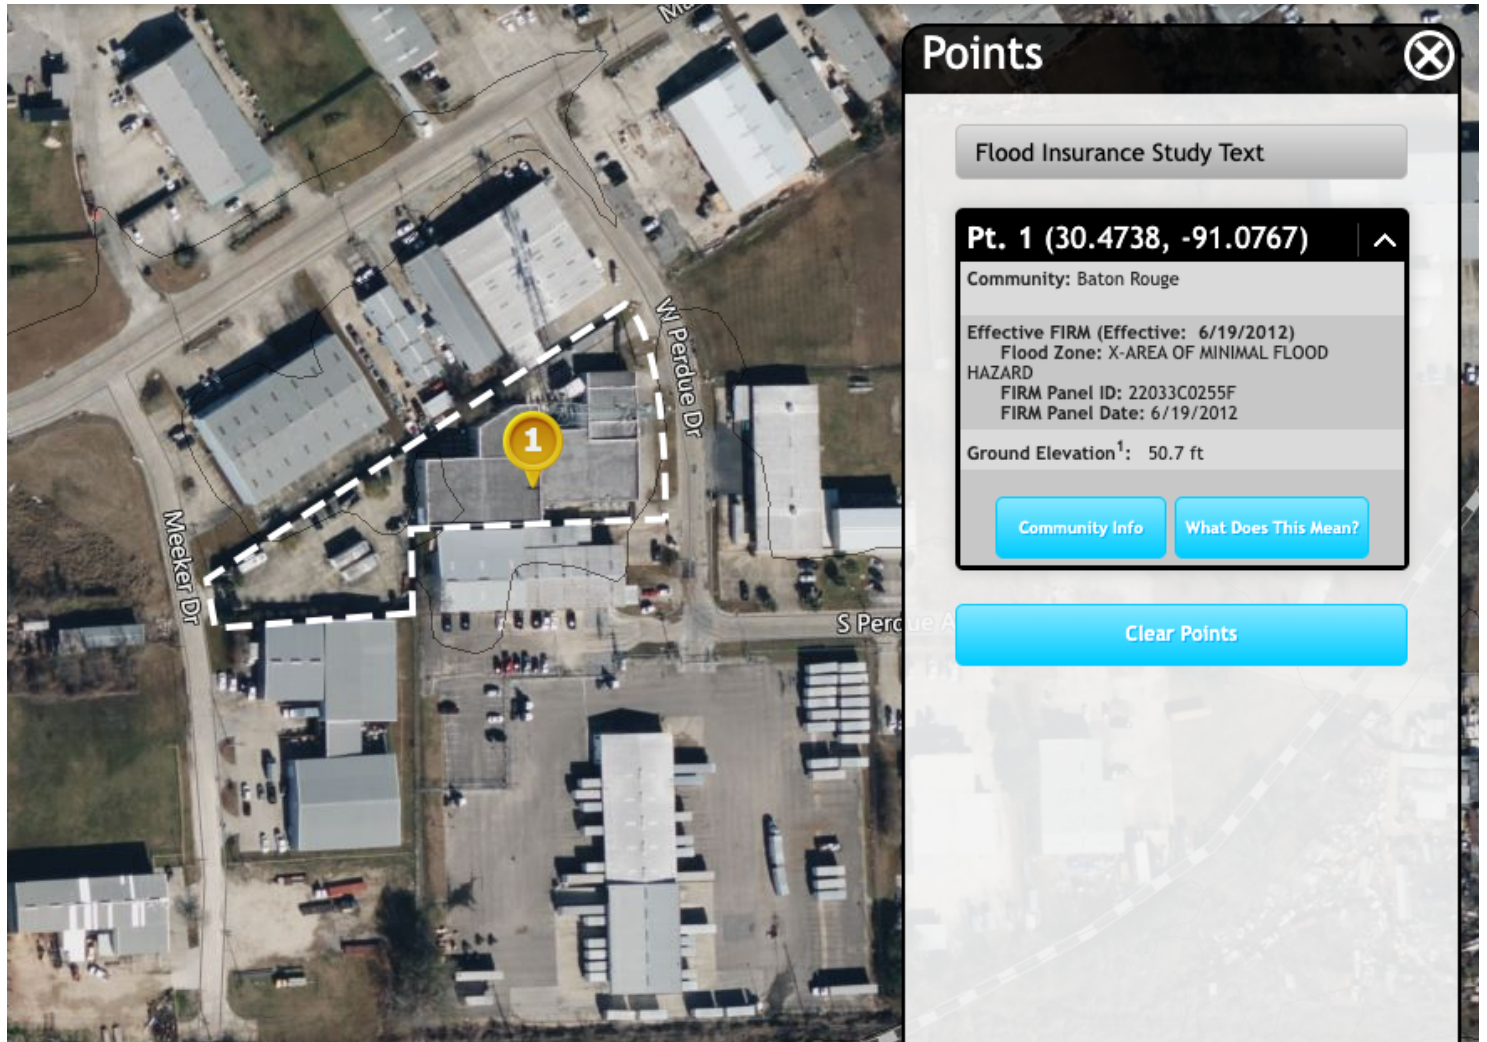 Points
Flood Insurance Study Text
Pt. 1 (30.4738, -91.0767)
Community: Baton Rouge
Effective FIRM (Effective: 6/19/2012)
Flood Zone: X-AREA OF MINIMAL FLOOD
HAZARD
FIRM Panel ID: 22033C0255F
FIRM Panel Date: 6/19/2012
Ground Elevation¹: 50.7 ft
Community Info
What Does This Mean?
Clear Points
1
W Perdue Dr
Meeker Dr
S Perdue A